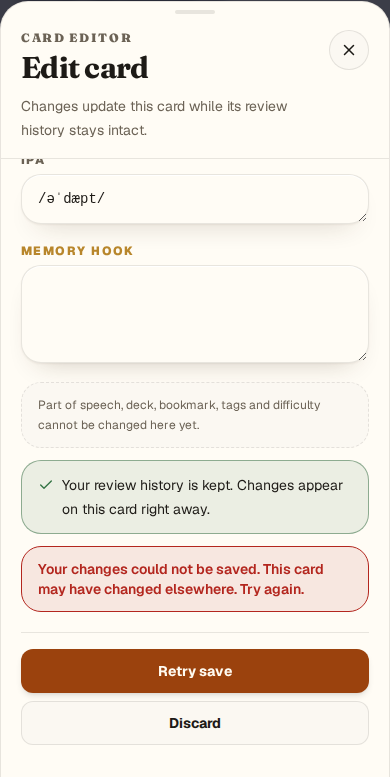 CARD EDITOR
Edit card
Changes update this card while its review
history stays intact.
IPA
/əˈdæpt/
MEMORY HOOK
Part of speech, deck, bookmark, tags and difficulty
cannot be changed here yet.
Your review history is kept. Changes appear
on this card right away.
Your changes could not be saved. This card
may have changed elsewhere. Try again.
Retry save
Discard